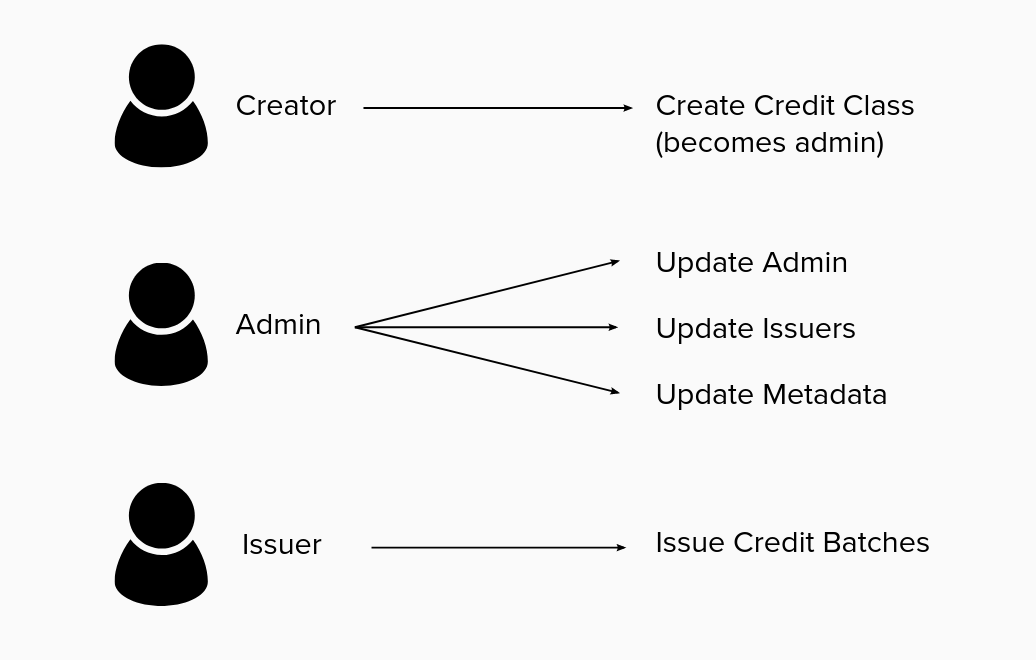 Creator
Create Credit Class
(becomes admin)
Admin
Update Admin
Update Issuers
Update Metadata
Issuer
Issue Credit Batches